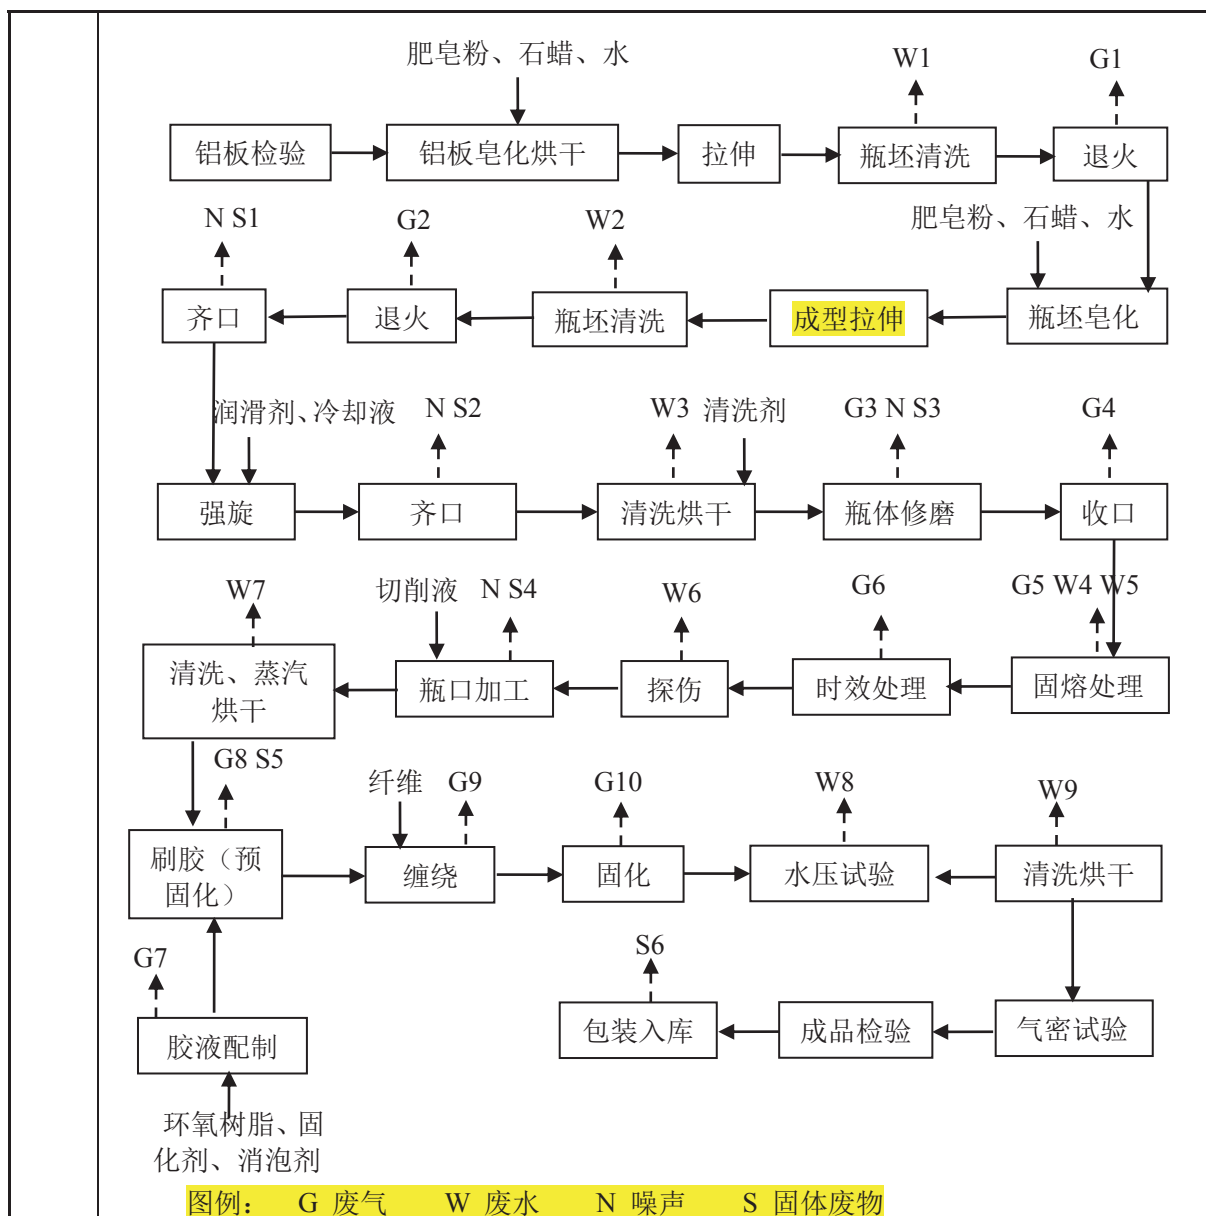 肥皂粉、石蜡、水
W1
G1
铝板检验
铝板皂化烘干
拉伸
瓶坯清洗
退火
N S1
G2
W2
肥皂粉、石蜡、水
齐口
退火
瓶坯清洗
成型拉伸
瓶坯皂化
润滑剂、冷却液
N S2
W3
清洗剂
G3 N S3
G4
强旋
齐口
清洗烘干
瓶体修磨
收口
W7
切削液
N S4
W6
G6
G5 W4 W5
清洗、蒸汽
烘干
瓶口加工
探伤
时效处理
固熔处理
G8 S5
纤维
G9
G10
W8
W9
刷胶（预
固化）
缠绕
固化
水压试验
清洗烘干
G7
S6
胶液配制
包装入库
成品检验
气密试验
环氧树脂、固
化剂、消泡剂
图例： G 废气 W 废水 N 噪声 S 固体废物